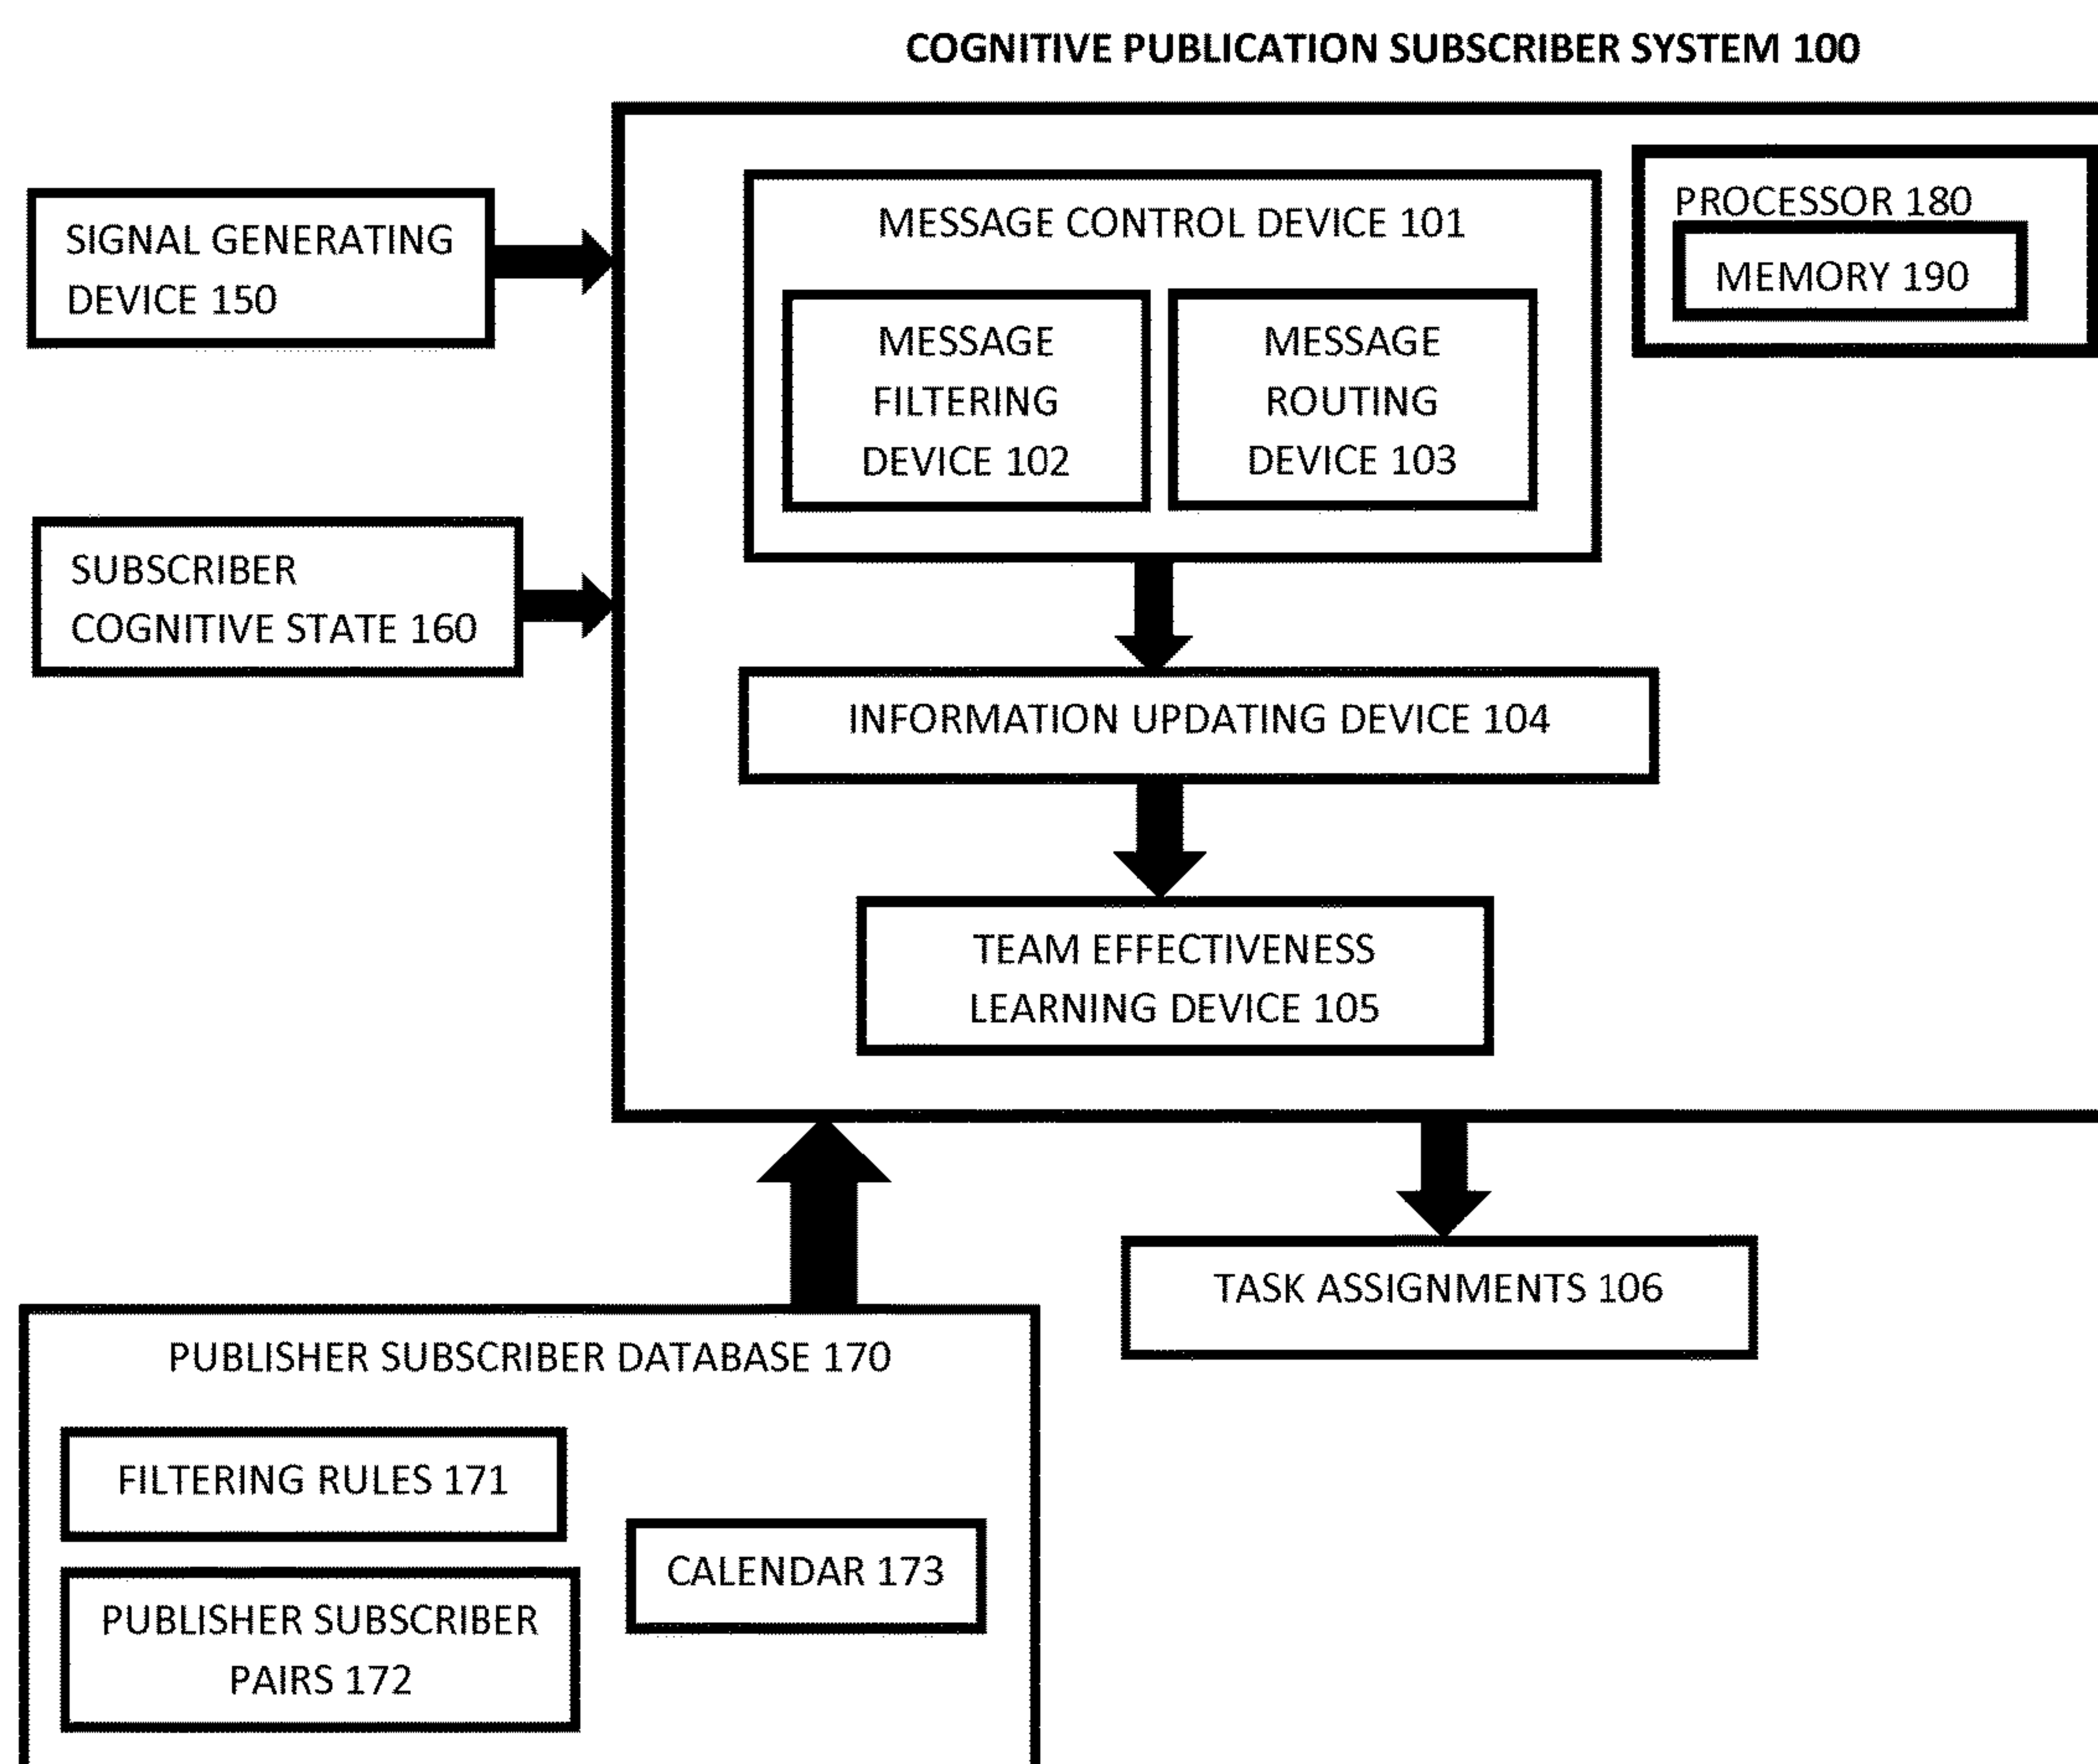 COGNITIVE PUBLICATION SUBSCRIBER SYSTEM 100
SIGNAL GENERATING
DEVICE 150
SUBSCRIBER
COGNITIVE STATE 160
MESSAGE CONTROL DEVICE 101
MESSAGE
FILTERING
DEVICE 102
MESSAGE
ROUTING
DEVICE 103
PROCESSOR 180
MEMORY 190
INFORMATION UPDATING DEVICE 104
TEAM EFFECTIVENESS
LEARNING DEVICE 105
TASK ASSIGNMENTS 106
PUBLISHER SUBSCRIBER DATABASE 170
FILTERING RULES 171
PUBLISHER SUBSCRIBER
PAIRS 172
CALENDAR 173